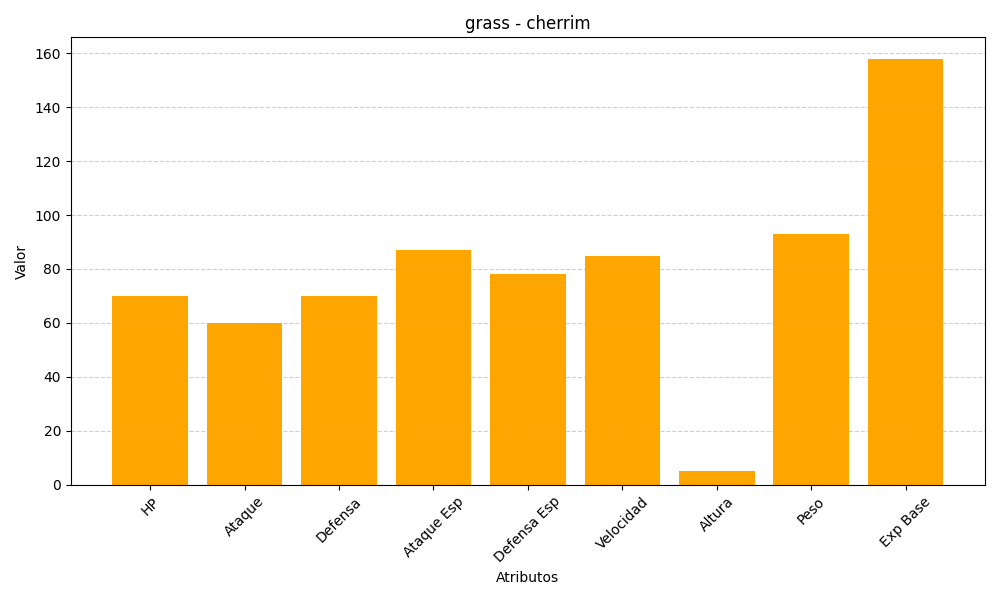 grass - cherrim
Valor
160
140
120
100
80
60
40
20
0
HP
Ataque
Defensa
Ataque Esp
Defensa Esp
Velocidad
Altura
Peso
Exp Base
Atributos